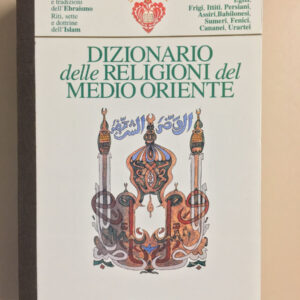 e tradizioni
dell'Ebraismo
Riti, sette
e dottrine
dell'Islam
Frigi, Ittiti, Persiani,
Assiri, Babilonesi,
Sumeri, Fenici,
Cananei, Uractei
DIZIONARIO
delle RELIGIONI del
MEDIO ORIENTE